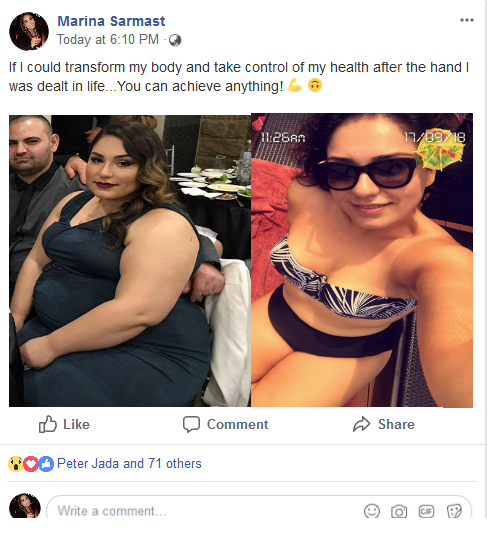 Marina Sarmast
Today at 6:10 PM ·
If I could transform my body and take control of my health after the hand I
was dealt in life...You can achieve anything! 💪 🙃
11:26AM 17/09/18
Like Comment Share
Peter Jada and 71 others
Write a comment...
GIF